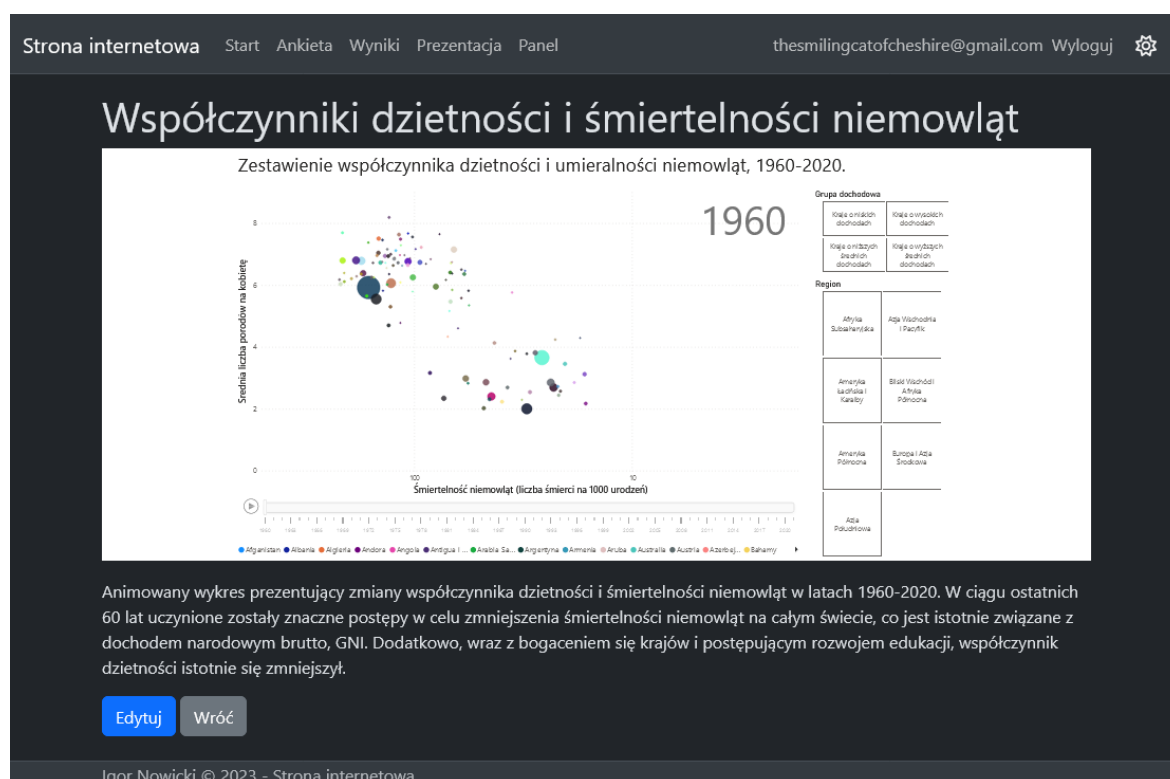 Strona internetowa Start Ankieta Wyniki Prezentacja Panel thesmilingcatofcheshire@gmail.com Wyloguj
Współczynniki dzietności i śmiertelności niemowląt
Zestawienie współczynnika dzietności i umieralności niemowląt, 1960-2020.
1960
Grupa dochodowa
Kraje o niskich dochodach
Kraje o wysokich dochodach
Kraje o niższych średnich dochodach
Kraje o wyższych średnich dochodach
Region
Afryka Subsaharyjska
Azja Wschodnia i Pacyfik
Ameryka Łacińska i Karaiby
Bliski Wschód i Afryka Północna
Ameryka Północna
Europa i Azja Środkowa
Azja Południowa
Średnia liczba porodów na kobietę
8
6
4
2
0
100 10
Śmiertelność niemowląt (liczba śmierci na 1000 urodzeń)
Afganistan Albania Algieria Andora Angola Antigua i ... Arabia Sa... Argentyna Armenia Aruba Australia Austria Azerbej... Bahamy
Animowany wykres prezentujący zmiany współczynnika dzietności i śmiertelności niemowląt w latach 1960-2020. W ciągu ostatnich
60 lat uczynione zostały znaczne postępy w celu zmniejszenia śmiertelności niemowląt na całym świecie, co jest istotnie związane z
dochodem narodowym brutto, GNI. Dodatkowo, wraz z bogaceniem się krajów i postępującym rozwojem edukacji, współczynnik
dzietności istotnie się zmniejszył.
Edytuj Wróć
Igor Nowicki © 2023 - Strona internetowa